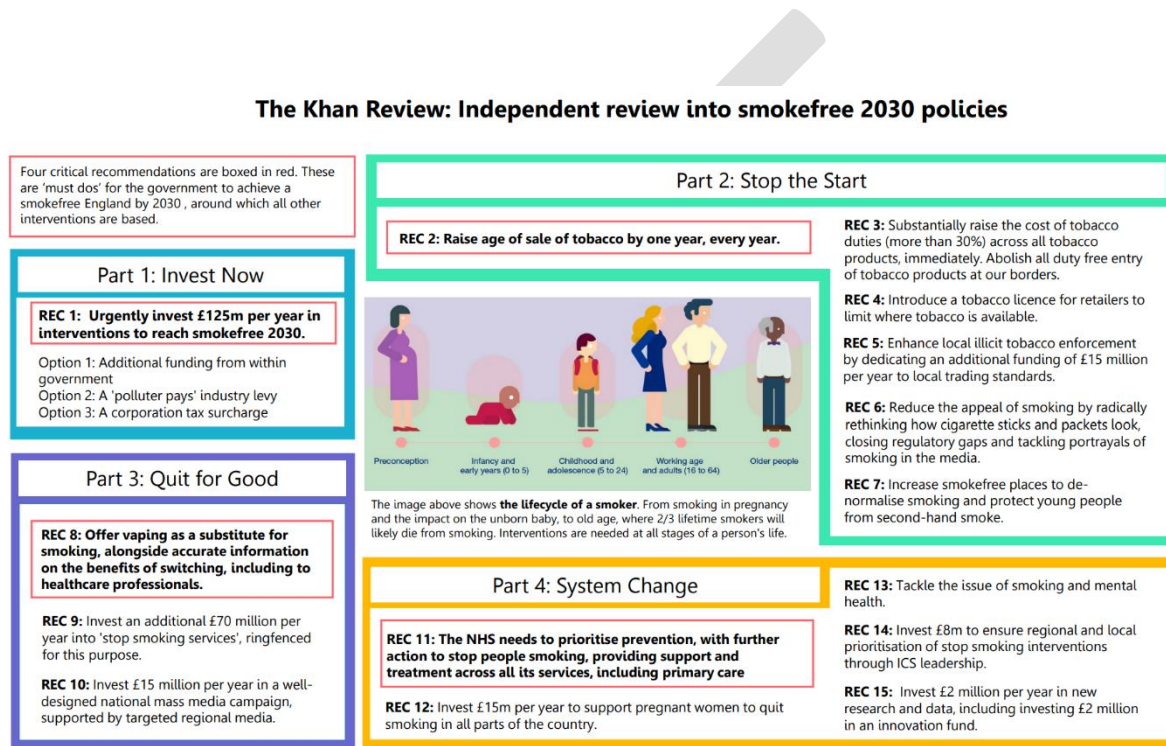 The Khan Review: Independent review into smokefree 2030 policies
Four critical recommendations are boxed in red. These
are 'must dos' for the government to achieve a
smokefree England by 2030 , around which all other
interventions are based.
Part 1: Invest Now
REC 1: Urgently invest £125m per year in
interventions to reach smokefree 2030.
Option 1: Additional funding from within
government
Option 2: A 'polluter pays' industry levy
Option 3: A corporation tax surcharge
Part 2: Stop the Start
REC 2: Raise age of sale of tobacco by one year, every year.
REC 3: Substantially raise the cost of tobacco
duties (more than 30%) across all tobacco
products, immediately. Abolish all duty free entry
of tobacco products at our borders.
REC 4: Introduce a tobacco licence for retailers to
limit where tobacco is available.
REC 5: Enhance local illicit tobacco enforcement
by dedicating an additional funding of £15 million
per year to local trading standards.
REC 6: Reduce the appeal of smoking by radically
rethinking how cigarette sticks and packets look,
closing regulatory gaps and tackling portrayals of
smoking in the media.
REC 7: Increase smokefree places to de-
normalise smoking and protect young people
from second-hand smoke.
Preconception
Infancy and
early years (0 to 5)
Childhood and
adolescence (5 to 24)
Working age
and adults (16 to 64)
Older people
The image above shows the lifecycle of a smoker. From smoking in pregnancy
and the impact on the unborn baby, to old age, where 2/3 lifetime smokers will
likely die from smoking. Interventions are needed at all stages of a person's life.
Part 3: Quit for Good
REC 8: Offer vaping as a substitute for
smoking, alongside accurate information
on the benefits of switching, including to
healthcare professionals.
REC 9: Invest an additional £70 million per
year into 'stop smoking services', ringfenced
for this purpose.
REC 10: Invest £15 million per year in a well-
designed national mass media campaign,
supported by targeted regional media.
Part 4: System Change
REC 11: The NHS needs to prioritise prevention, with further
action to stop people smoking, providing support and
treatment across all its services, including primary care
REC 12: Invest £15m per year to support pregnant women to quit
smoking in all parts of the country.
REC 13: Tackle the issue of smoking and mental
health.
REC 14: Invest £8m to ensure regional and local
prioritisation of stop smoking interventions
through ICS leadership.
REC 15: Invest £2 million per year in new
research and data, including investing £2 million
in an innovation fund.